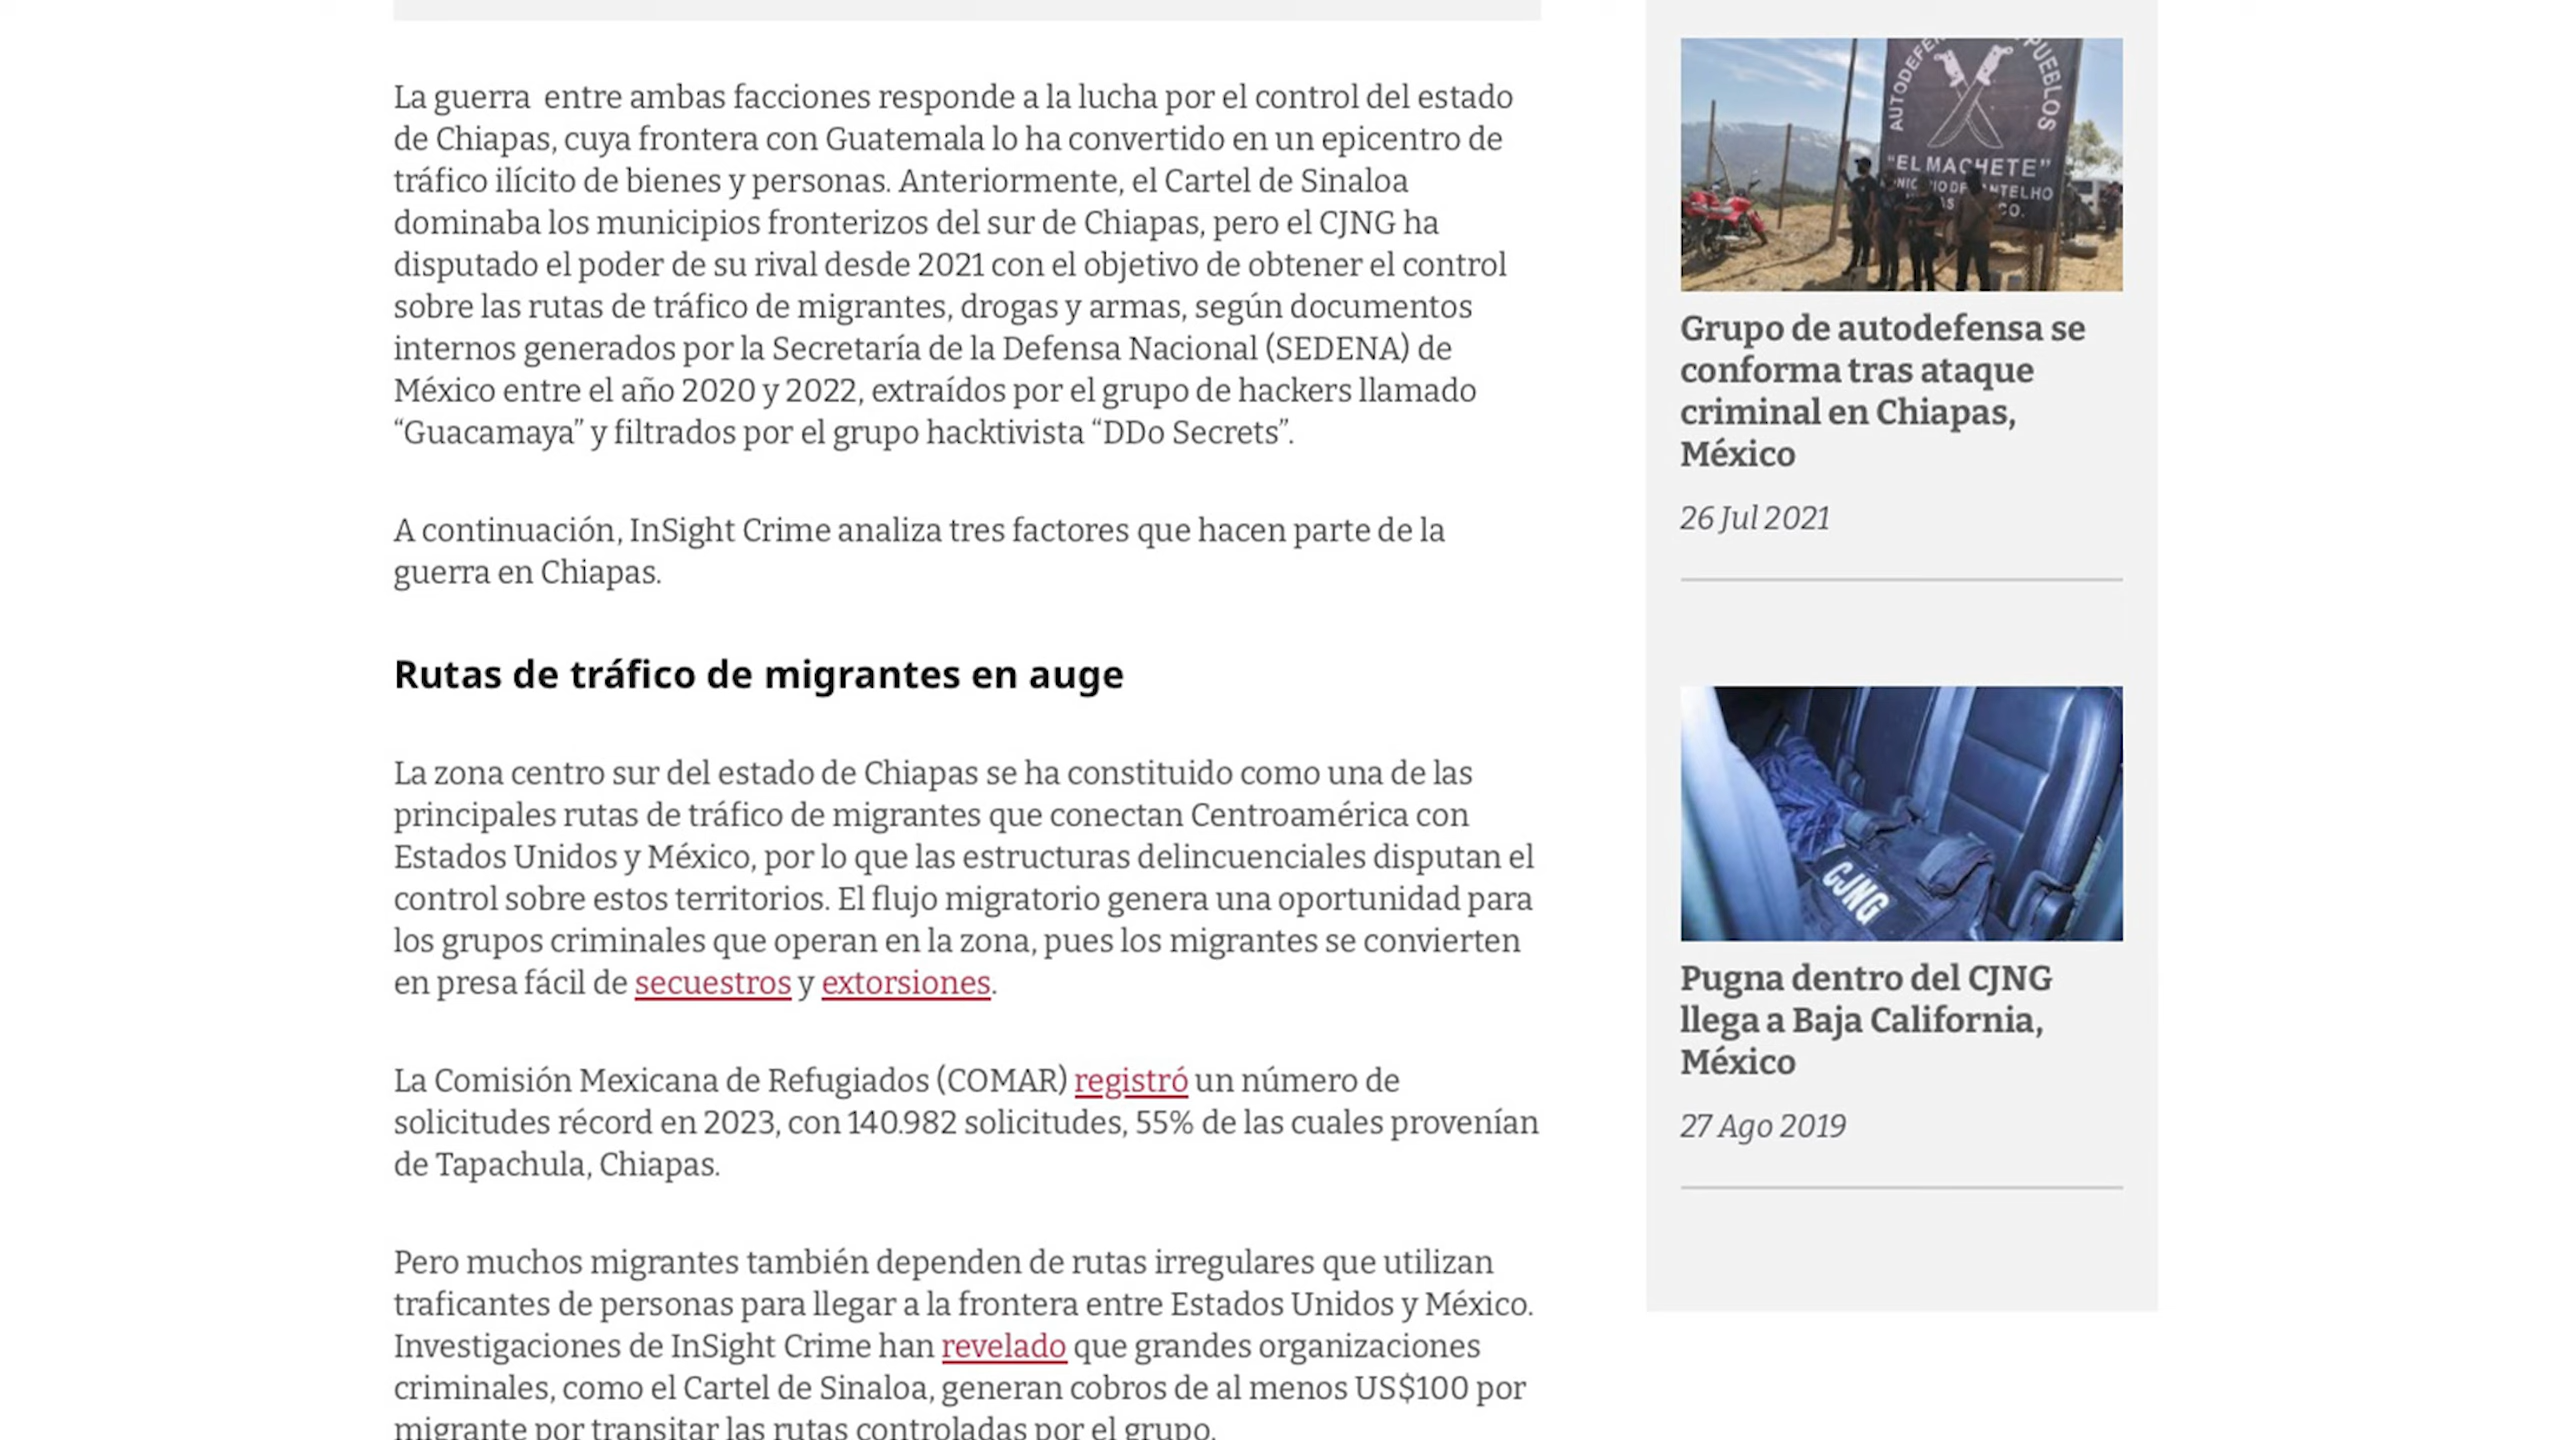 La guerra entre ambas facciones responde a la lucha por el control del estado
de Chiapas, cuya frontera con Guatemala lo ha convertido en un epicentro de
tráfico ilícito de bienes y personas. Anteriormente, el Cartel de Sinaloa
dominaba los municipios fronterizos del sur de Chiapas, pero el CJNG ha
disputado el poder de su rival desde 2021 con el objetivo de obtener el control
sobre las rutas de tráfico de migrantes, drogas y armas, según documentos
internos generados por la Secretaría de la Defensa Nacional (SEDENA) de
México entre el año 2020 y 2022, extraídos por el grupo de hackers llamado
“Guacamaya” y filtrados por el grupo hacktivista “DDo Secrets”.
A continuación, InSight Crime analiza tres factores que hacen parte de la
guerra en Chiapas.
Rutas de tráfico de migrantes en auge
La zona centro sur del estado de Chiapas se ha constituido como una de las
principales rutas de tráfico de migrantes que conectan Centroamérica con
Estados Unidos y México, por lo que las estructuras delincuenciales disputan el
control sobre estos territorios. El flujo migratorio genera una oportunidad para
los grupos criminales que operan en la zona, pues los migrantes se convierten
en presa fácil de secuestros y extorsiones.
La Comisión Mexicana de Refugiados (COMAR) registró un número de
solicitudes récord en 2023, con 140.982 solicitudes, 55% de las cuales provenían
de Tapachula, Chiapas.
Pero muchos migrantes también dependen de rutas irregulares que utilizan
traficantes de personas para llegar a la frontera entre Estados Unidos y México.
Investigaciones de InSight Crime han revelado que grandes organizaciones
criminales, como el Cartel de Sinaloa, generan cobros de al menos US$100 por
migrante por transitar las rutas controladas por el grupo.
PUEBLOS
"EL MACHETE"
Grupo de autodefensa se
conforma tras ataque
criminal en Chiapas,
México
26 Jul 2021
CJNG
Pugna dentro del CJNG
llega a Baja California,
México
27 Ago 2019